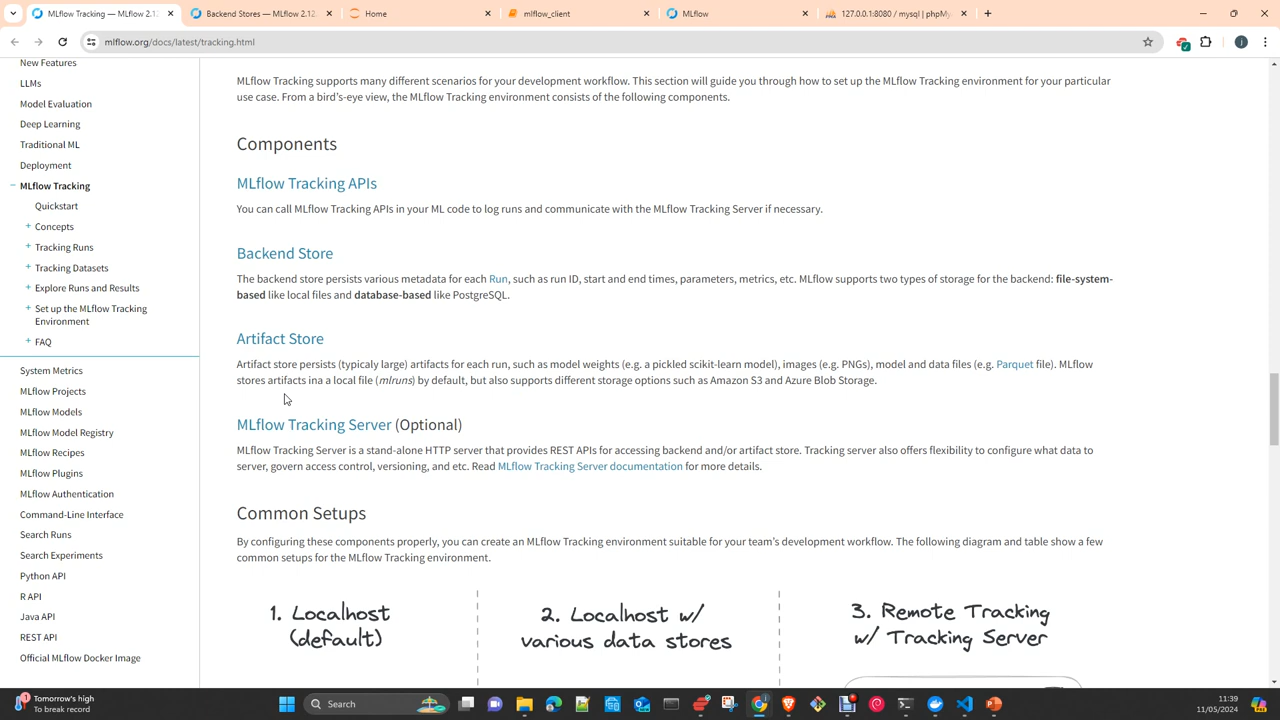 MLflow Tracking — MLflow 2.12
Backend Stores — MLflow 2.12
Home
mlflow_client
MLflow
127.0.0.1:8080 / mysql | phpMy
mlflow.org/docs/latest/tracking.html
New Features
LLMs
Model Evaluation
Deep Learning
Traditional ML
Deployment
MLflow Tracking
Quickstart
Concepts
Tracking Runs
Tracking Datasets
Explore Runs and Results
Set up the MLflow Tracking
Environment
FAQ
System Metrics
MLflow Projects
MLflow Models
MLflow Model Registry
MLflow Recipes
MLflow Plugins
MLflow Authentication
Command-Line Interface
Search Runs
Search Experiments
Python API
R API
Java API
REST API
Official MLflow Docker Image
MLflow Tracking supports many different scenarios for your development workflow. This section will guide you through how to set up the MLflow Tracking environment for your particular
use case. From a bird's-eye view, the MLflow Tracking environment consists of the following components.
Components
MLflow Tracking APIs
You can call MLflow Tracking APIs in your ML code to log runs and communicate with the MLflow Tracking Server if necessary.
Backend Store
The backend store persists various metadata for each Run, such as run ID, start and end times, parameters, metrics, etc. MLflow supports two types of storage for the backend: file-system-
based like local files and database-based like PostgreSQL.
Artifact Store
Artifact store persists (typicaly large) artifacts for each run, such as model weights (e.g. a pickled scikit-learn model), images (e.g. PNGs), model and data files (e.g. Parquet file). MLflow
stores artifacts ina a local file (mlruns) by default, but also supports different storage options such as Amazon S3 and Azure Blob Storage.
MLflow Tracking Server (Optional)
MLflow Tracking Server is a stand-alone HTTP server that provides REST APIs for accessing backend and/or artifact store. Tracking server also offers flexibility to configure what data to
server, govern access control, versioning, and etc. Read MLflow Tracking Server documentation for more details.
Common Setups
By configuring these components properly, you can create an MLflow Tracking environment suitable for your team's development workflow. The following diagram and table show a few
common setups for the MLflow Tracking environment.
1. Localhost
(default)
2. Localhost w/
various data stores
3. Remote Tracking
w/ Tracking Server
Tomorrow's high
To break record
Search
11:39
11/05/2024